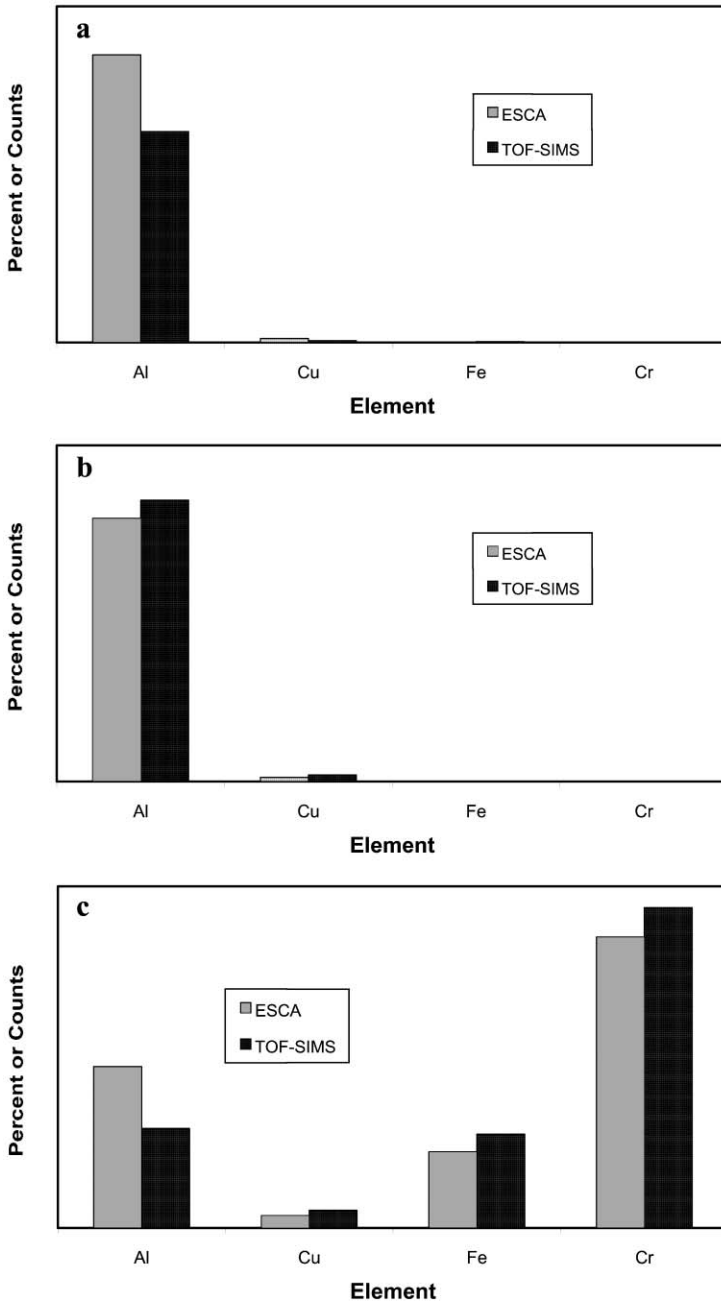 a
Percent or Counts
ESCA
TOF-SIMS
Al Cu Fe Cr
Element
b
Percent or Counts
ESCA
TOF-SIMS
Al Cu Fe Cr
Element
c
Percent or Counts
ESCA
TOF-SIMS
Al Cu Fe Cr
Element